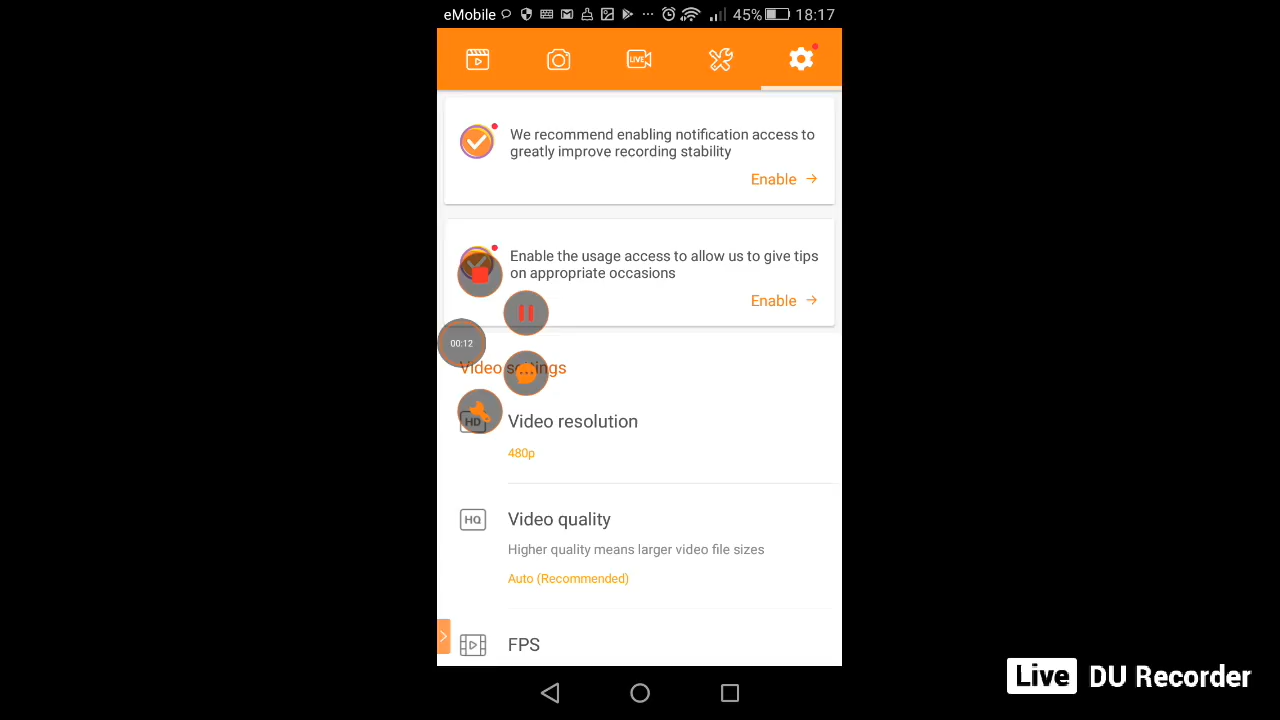 eMobile 45% 18:17
LIVE
We recommend enabling notification access to
greatly improve recording stability
Enable
Enable the usage access to allow us to give tips
on appropriate occasions
Enable
00:12
Video settings
HD Video resolution
480p
HQ Video quality
Higher quality means larger video file sizes
Auto (Recommended)
FPS
Live DU Recorder